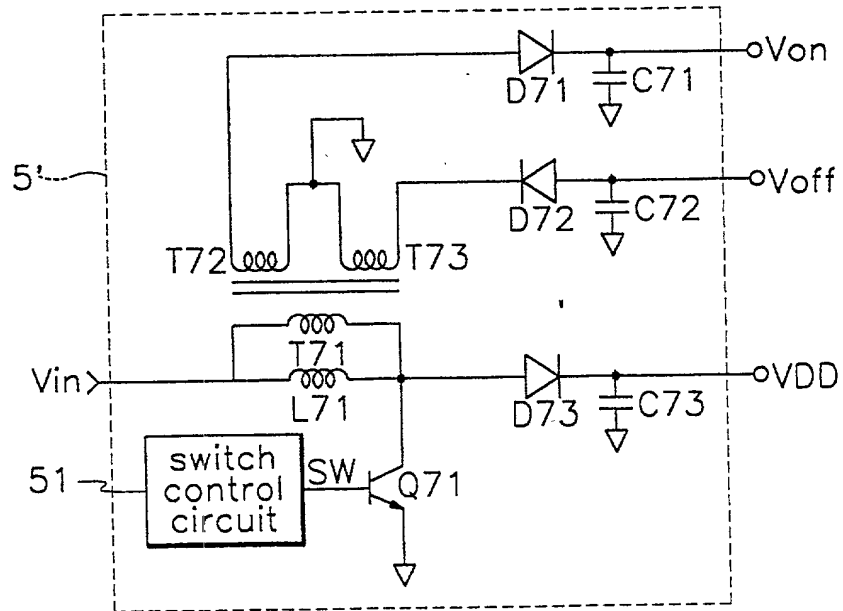 Von
D71
C71
5'
Voff
D72
C72
T72
T73
T71
Vin
L71
D73
C73
VDD
51
switch
control
circuit
SW
Q71